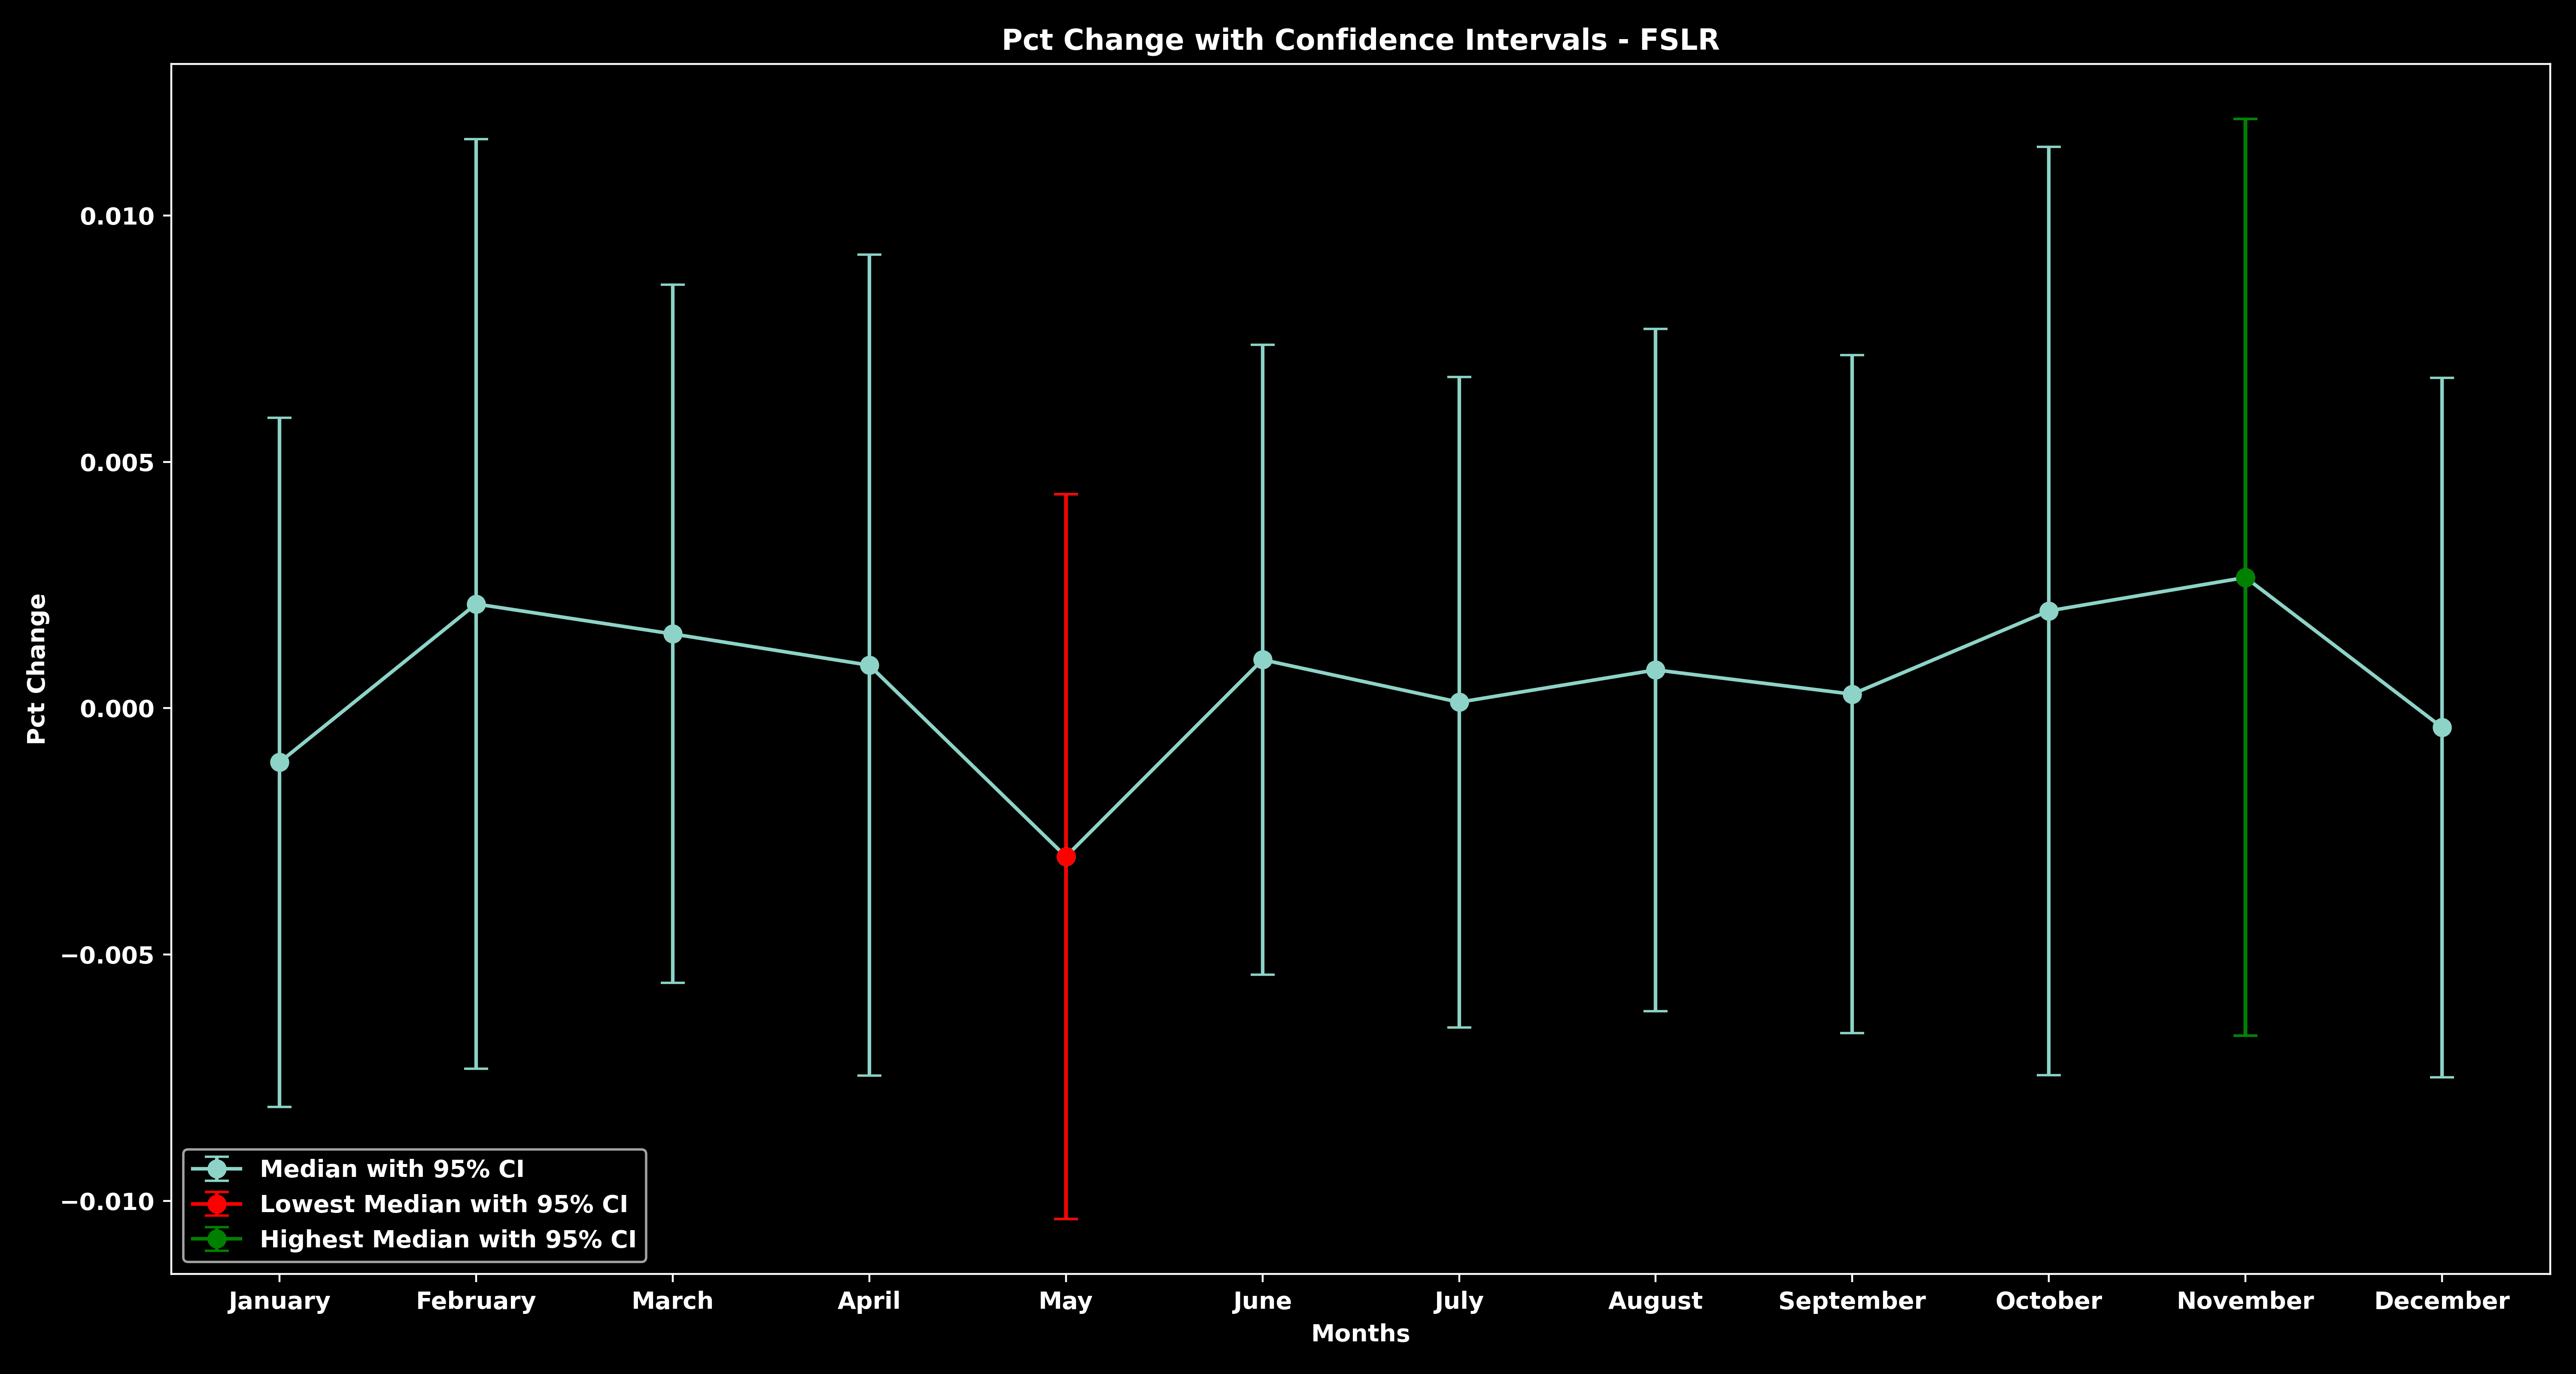 Pct Change with Confidence Intervals - FSLR
0.010
0.005
0.000
−0.005
−0.010
Pct Change
Median with 95% CI
Lowest Median with 95% CI
Highest Median with 95% CI
January February March April May June July August September October November December
Months